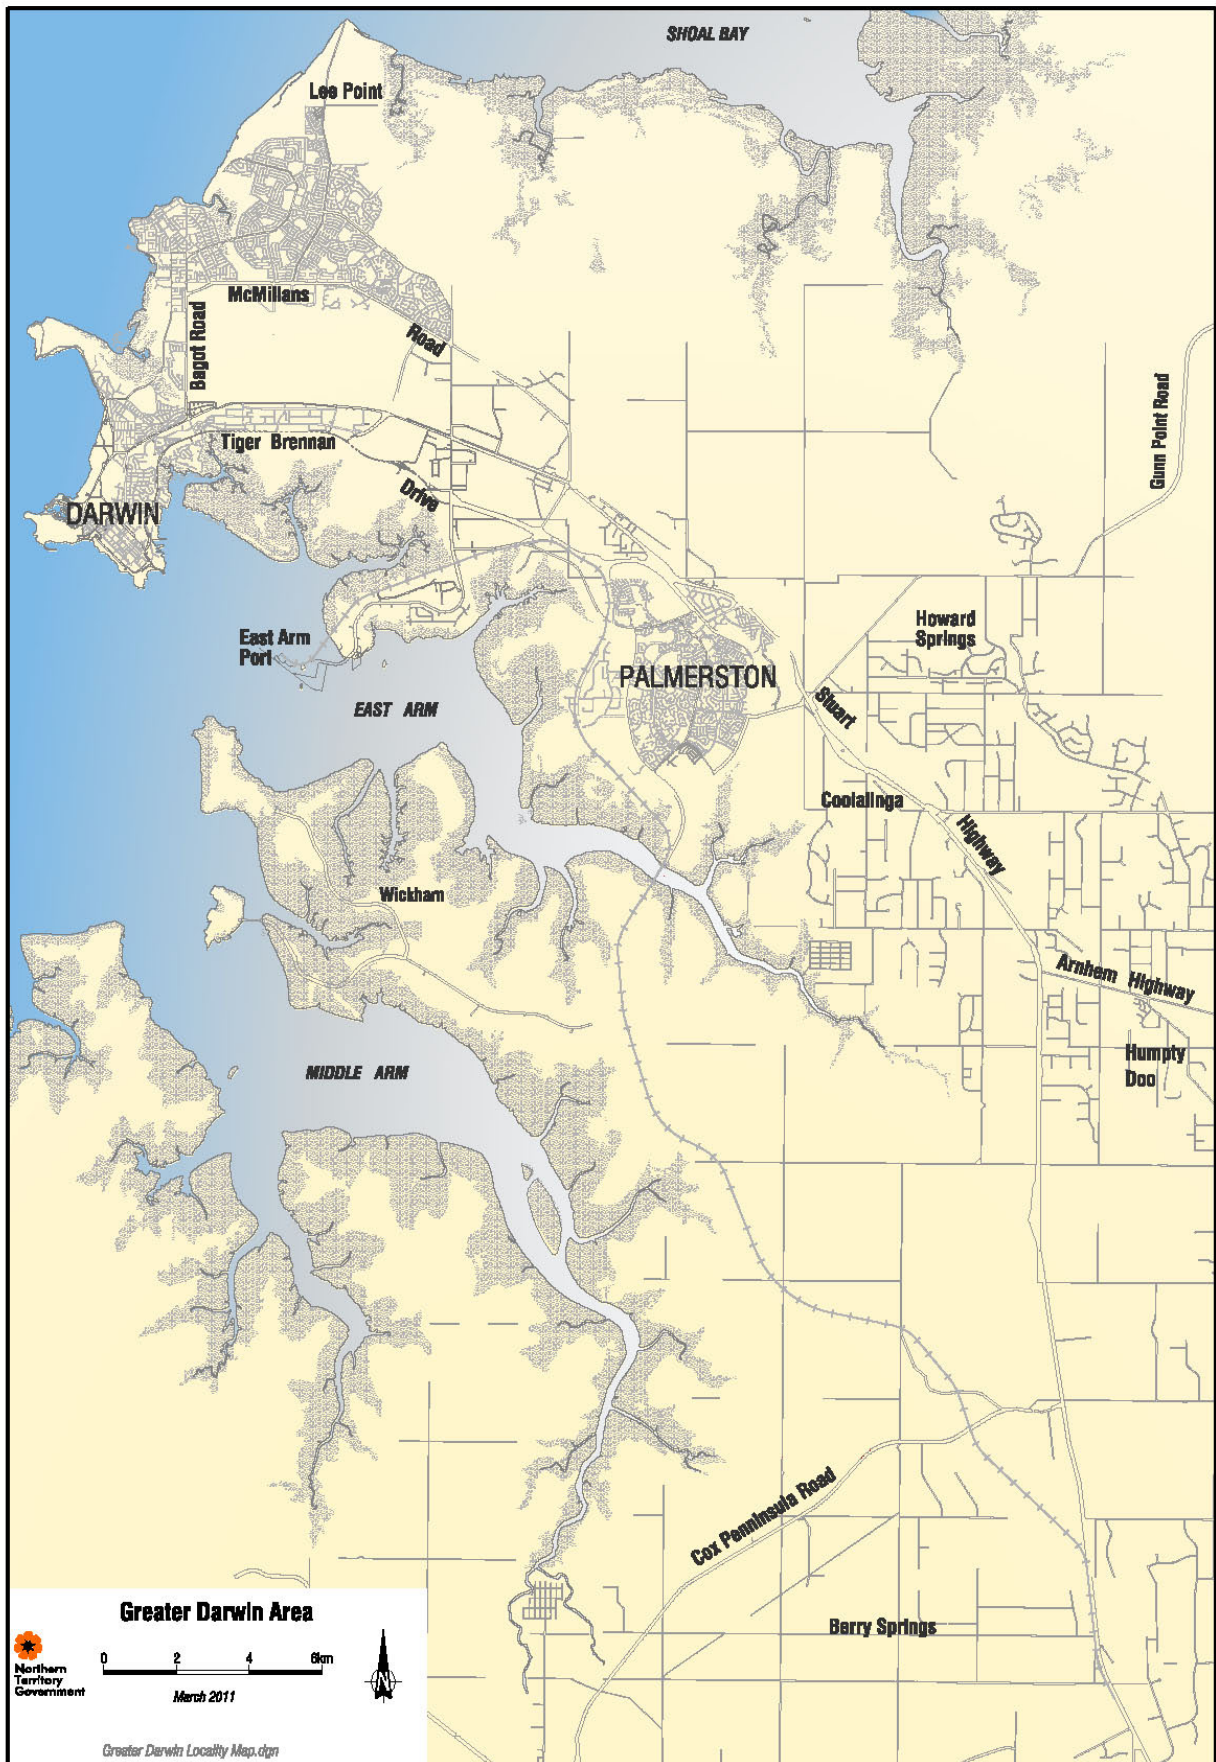 SHOAL BAY
Lee Point
McMillans
Road
Bagot Road
Gunn Point Road
Tiger Brennan
Drive
DARWIN
Howard
Springs
East Arm
Port
PALMERSTON
Stuart
EAST ARM
Coolalinga
Highway
Wickham
Arnhem Highway
Humpty
Doo
MIDDLE ARM
Cox Penninsula Road
Berry Springs
Greater Darwin Area
Northern
Territory
Government
0 2 4 6km
N
March 2011
Greater Darwin Locality Map.dgn